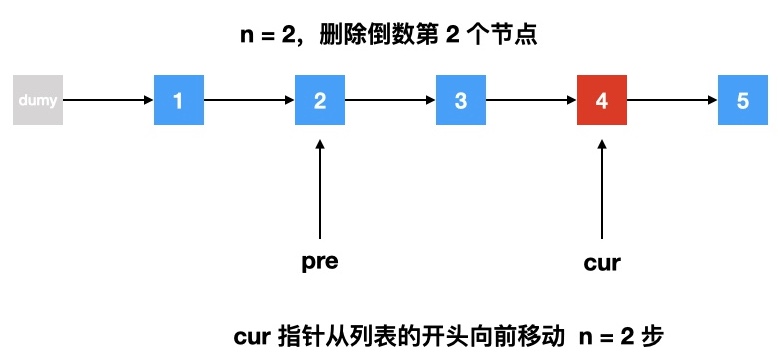 n = 2，删除倒数第 2 个节点
dumy 1 2 3 4 5
pre cur
cur 指针从列表的开头向前移动 n = 2 步